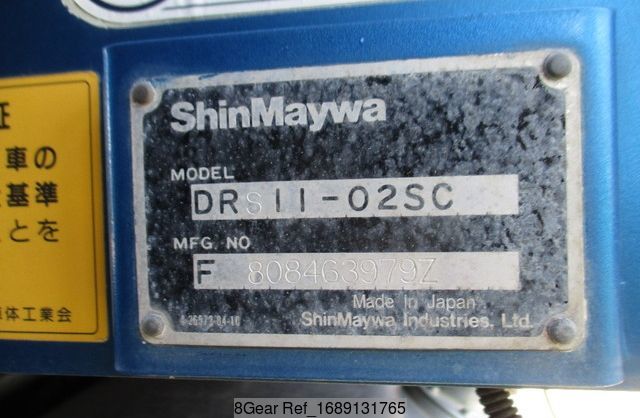 ShinMaywa
MODEL
DRS11-02SC
MFG. NO
F 808463979Z
Made In Japan
ShinMaywa Industries. Ltd.
証
車の
基準
とを
体工業会
8Gear Ref_1689131765